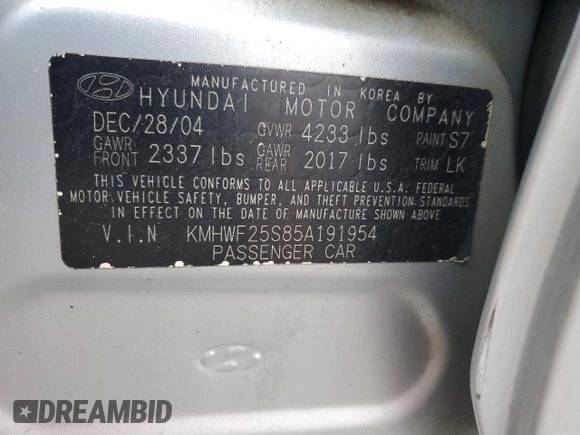 MANUFACTURED IN KOREA BY
HYUNDAI MOTOR COMPANY
DEC/28/04 GVWR 4233 lbs PAINT S7
GAWR FRONT 2337 lbs GAWR REAR 2017 lbs TRIM LK
THIS VEHICLE CONFORMS TO ALL APPLICABLE U.S.A. FEDERAL
MOTOR VEHICLE SAFETY, BUMPER, AND THEFT PREVENTION STANDARDS
IN EFFECT ON THE DATE OF MANUFACTURE SHOWN ABOVE.
V.I.N KMHWF25S85A191954
PASSENGER CAR
DREAMBID